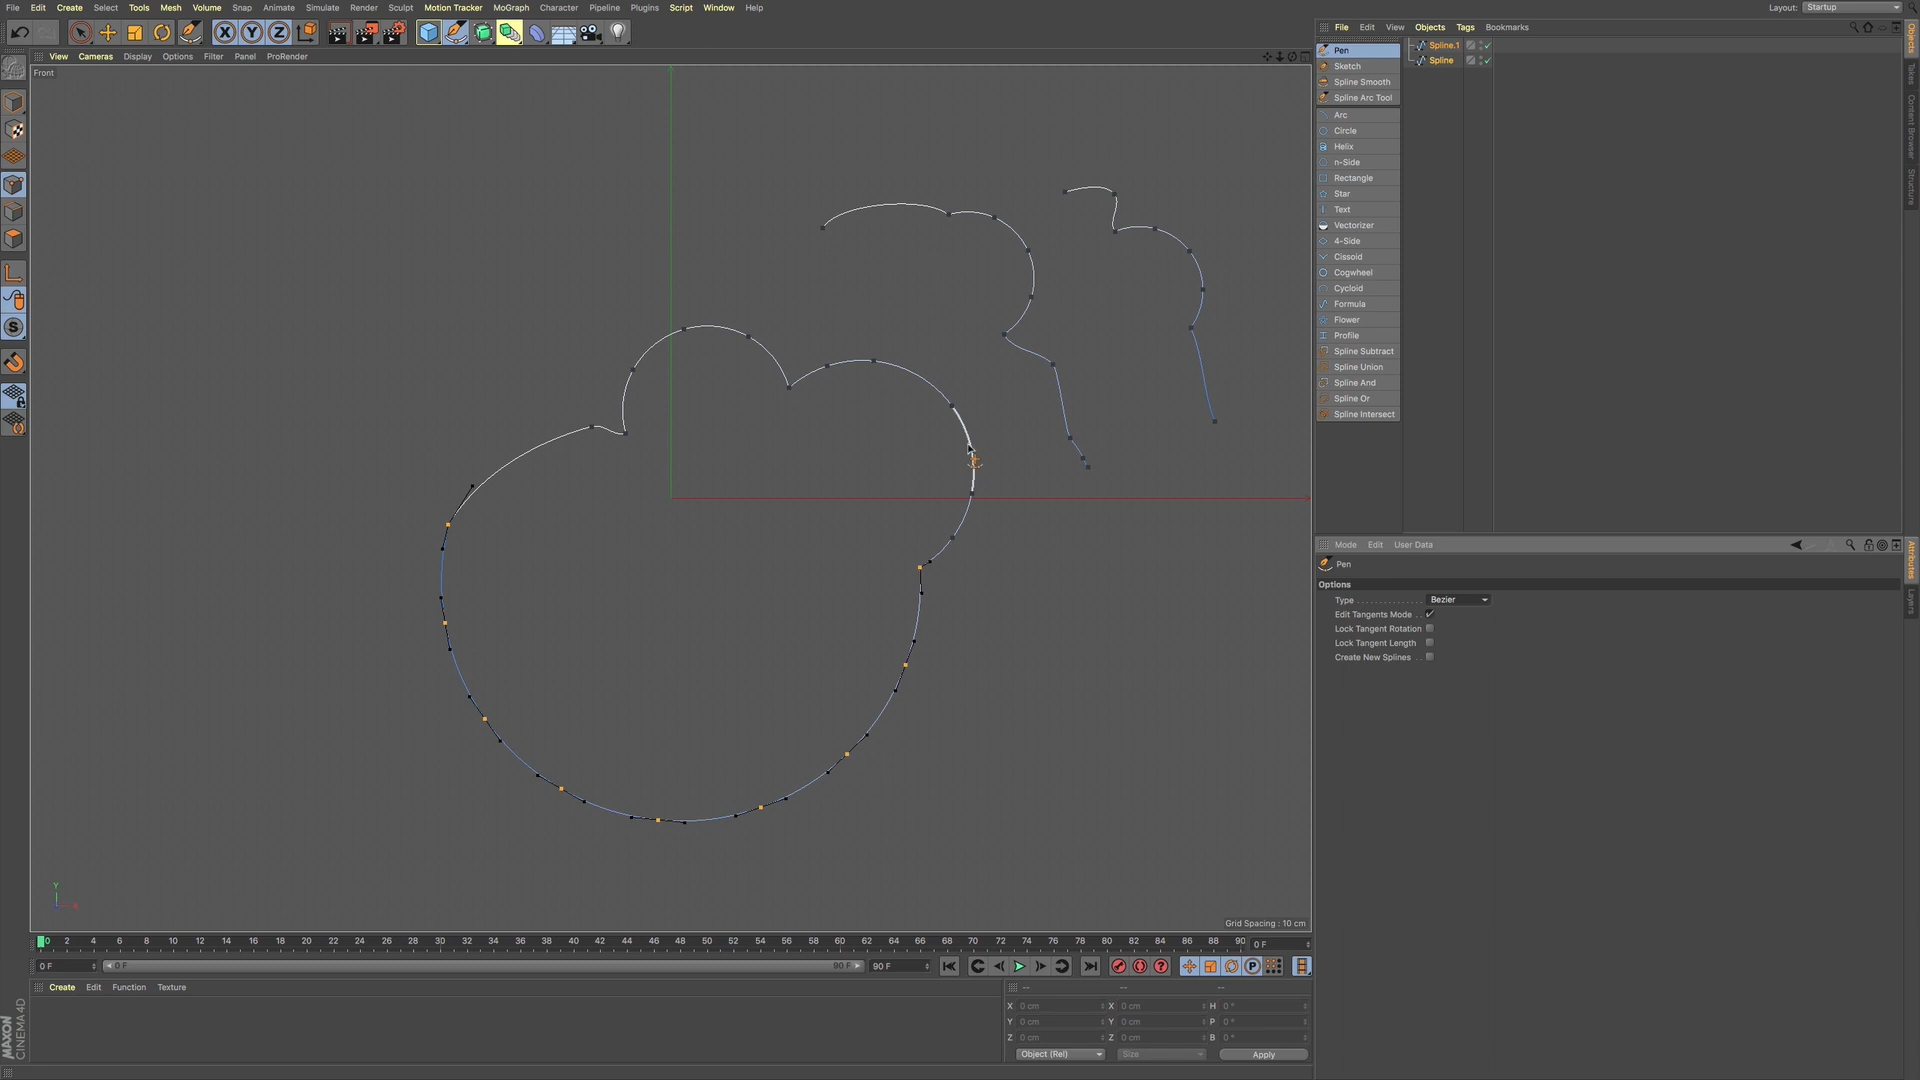 File Edit Create Select Tools Mesh Volume Snap Animate Simulate Render Sculpt Motion Tracker MoGraph Character Pipeline Plugins Script Window Help Layout: Startup
X Y Z
File Edit View Objects Tags Bookmarks
View Cameras Display Options Filter Panel ProRender
Front
Pen
Sketch
Spline Smooth
Spline Arc Tool
Arc
Circle
Helix
n-Side
Rectangle
Star
Text
Vectorizer
4-Side
Cissoid
Cogwheel
Cycloid
Formula
Flower
Profile
Spline Subtract
Spline Union
Spline And
Spline Or
Spline Intersect
Spline.1
Spline
Objects
Takes
Content Browser
Structure
Mode Edit User Data
Pen
Options
Type Bezier
Edit Tangents Mode
Lock Tangent Rotation
Lock Tangent Length
Create New Splines
Attributes
Layers
Y
X
Grid Spacing : 10 cm
0 2 4 6 8 10 12 14 16 18 20 22 24 26 28 30 32 34 36 38 40 42 44 46 48 50 52 54 56 58 60 62 64 66 68 70 72 74 76 78 80 82 84 86 88 90 0 F
0 F 0 F 90 F 90 F
Create Edit Function Texture
-- -- --
X 0 cm X 0 cm H 0 °
Y 0 cm Y 0 cm P 0 °
Z 0 cm Z 0 cm B 0 °
Object (Rel) Size Apply
MAXON
CINEMA 4D